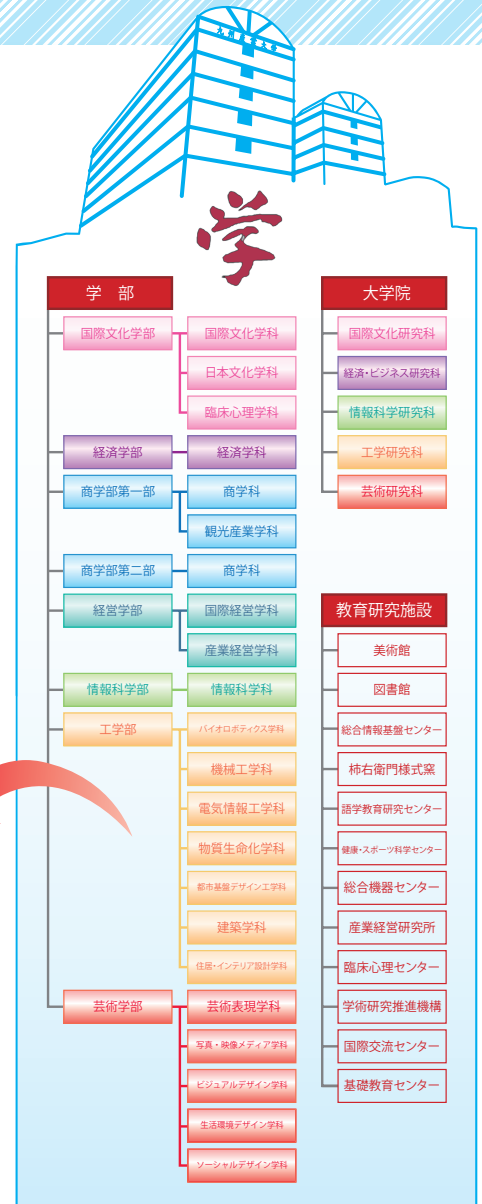 九州産業大学
学
学 部
国際文化学部
国際文化学科
日本文化学科
臨床心理学科
経済学部
経済学科
商学部第一部
商学科
観光産業学科
商学部第二部
商学科
経営学部
国際経営学科
産業経営学科
情報科学部
情報科学科
工学部
バイオロボティクス学科
機械工学科
電気情報工学科
物質生命化学科
都市基盤デザイン工学科
建築学科
住居・インテリア設計学科
芸術学部
芸術表現学科
写真・映像メディア学科
ビジュアルデザイン学科
生活環境デザイン学科
ソーシャルデザイン学科
大学院
国際文化研究科
経済・ビジネス研究科
情報科学研究科
工学研究科
芸術研究科
教育研究施設
美術館
図書館
総合情報基盤センター
柿右衛門様式窯
語学教育研究センター
健康・スポーツ科学センター
総合機器センター
産業経営研究所
臨床心理センター
学術研究推進機構
国際交流センター
基礎教育センター